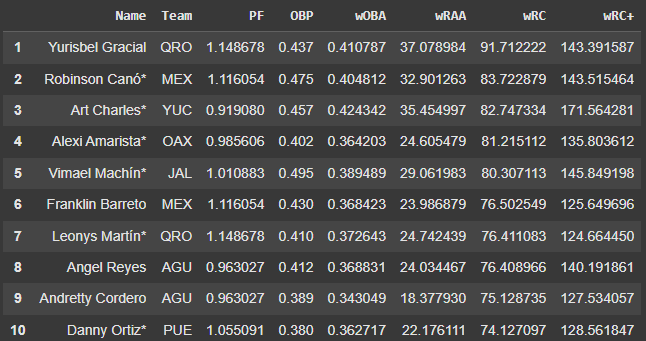 Name Team PF OBP wOBA wRAA wRC wRC+
1 Yurisbel Gracial QRO 1.148678 0.437 0.410787 37.078984 91.712222 143.391587
2 Robinson Canó* MEX 1.116054 0.475 0.404812 32.901263 83.722879 143.515464
3 Art Charles* YUC 0.919080 0.457 0.424342 35.454997 82.747334 171.564281
4 Alexi Amarista* OAX 0.985606 0.402 0.364203 24.605479 81.215112 135.803612
5 Vimael Machín* JAL 1.010883 0.495 0.389489 29.061983 80.307113 145.849198
6 Franklin Barreto MEX 1.116054 0.430 0.368423 23.986879 76.502549 125.649696
7 Leonys Martín* QRO 1.148678 0.410 0.372643 24.742439 76.411083 124.664450
8 Angel Reyes AGU 0.963027 0.412 0.368831 24.034467 76.408966 140.191861
9 Andretty Cordero AGU 0.963027 0.389 0.343049 18.377930 75.128735 127.534057
10 Danny Ortiz* PUE 1.055091 0.380 0.362717 22.176111 74.127097 128.561847